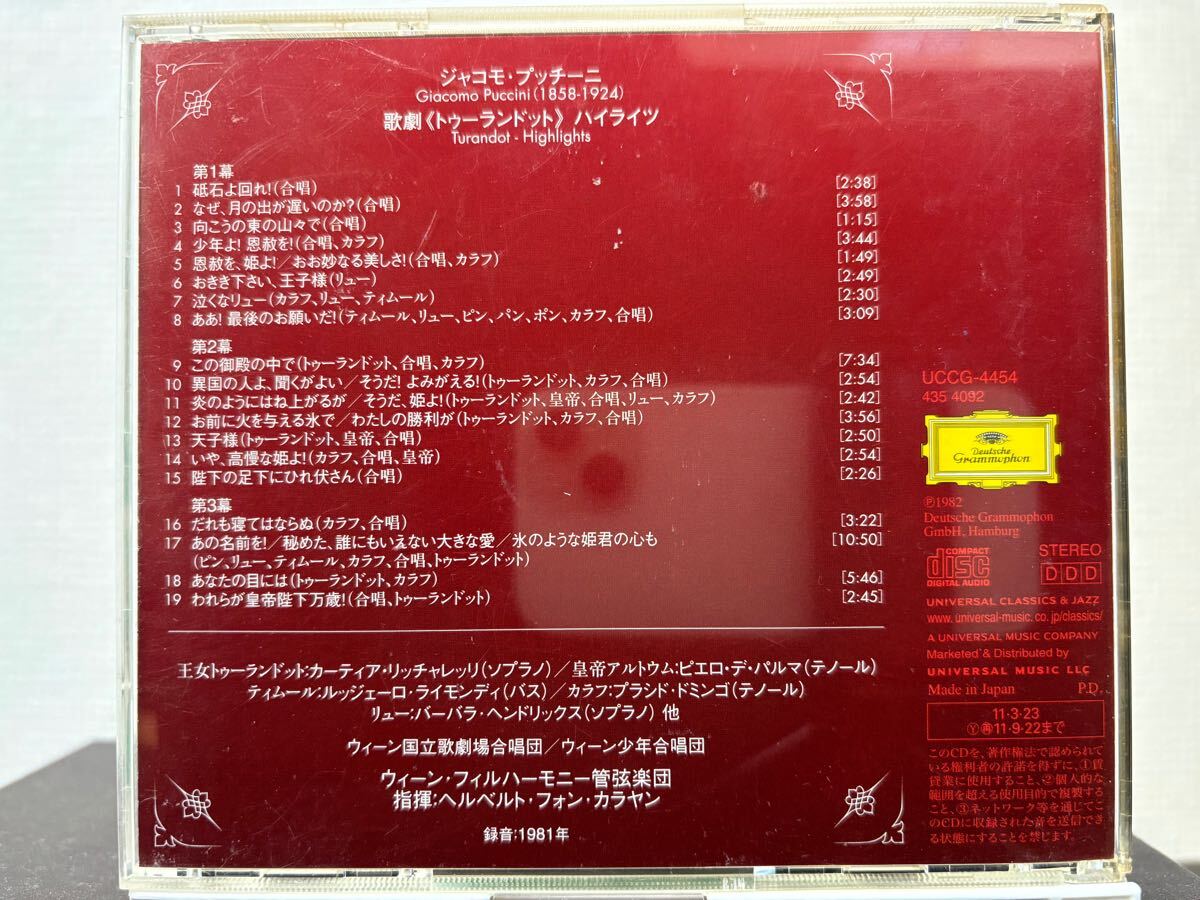 ジャコモ・プッチーニ
Giacomo Puccini (1858-1924)
歌劇《トゥーランドット》 ハイライツ
Turandot - Highlights
第1幕
1 砥石よ回れ!(合唱) [2:38]
2 なぜ、月の出が遅いのか?(合唱) [3:58]
3 向こうの東の山々で(合唱) [1:15]
4 少年よ! 恩赦を!(合唱、カラフ) [3:44]
5 恩赦を、姫よ!/おお妙なる美しさ!(合唱、カラフ) [1:49]
6 おきき下さい、王子様(リュー) [2:49]
7 泣くなリュー(カラフ、リュー、ティムール) [2:30]
8 ああ! 最後のお願いだ!(ティムール、リュー、ピン、パン、ポン、カラフ、合唱) [3:09]
第2幕
9 この御殿の中で(トゥーランドット、合唱、カラフ) [7:34]
10 異国の人よ、聞くがよい/そうだ! よみがえる!(トゥーランドット、カラフ、合唱) [2:54]
11 炎のようにはね上がるが/そうだ、姫よ!(トゥーランドット、皇帝、合唱、リュー、カラフ) [2:42]
12 お前に火を与える氷で/わたしの勝利が(トゥーランドット、カラフ、合唱) [3:56]
13 天子様(トゥーランドット、皇帝、合唱) [2:50]
14 いや、高慢な姫よ!(カラフ、合唱、皇帝) [2:54]
15 陛下の足下にひれ伏さん(合唱) [2:26]
第3幕
16 だれも寝てはならぬ(カラフ、合唱) [3:22]
17 あの名前を!/秘めた、誰にもいえない大きな愛/氷のような姫君の心も [10:50]
(ピン、リュー、ティムール、カラフ、合唱、トゥーランドット)
18 あなたの目には(トゥーランドット、カラフ) [5:46]
19 われらが皇帝陛下万歳!(合唱、トゥーランドット) [2:45]
王女トゥーランドット:カーティア・リッチャレッリ(ソプラノ)/皇帝アルトウム:ピエロ・デ・パルマ(テノール)
ティムール:ルッジェーロ・ライモンディ(バス)/カラフ:プラシド・ドミンゴ(テノール)
リュー:バーバラ・ヘンドリックス(ソプラノ) 他
ウィーン国立歌劇場合唱団/ウィーン少年合唱団
ウィーン・フィルハーモニー管弦楽団
指揮:ヘルベルト・フォン・カラヤン
録音:1981年
UCCG-4454
435 4092
Deutsche
Grammophon
Ⓟ1982
Deutsche Grammophon
GmbH, Hamburg
COMPACT
disc
DIGITAL AUDIO
STEREO
DDD
UNIVERSAL CLASSICS & JAZZ
www.universal-music.co.jp/classics/
A UNIVERSAL MUSIC COMPANY
Marketed & Distributed by
UNIVERSAL MUSIC LLC
Made in Japan P.D.
11・3・23
Ⓨ㊑11・9・22まで
このCDを、著作権法で認められて
いる権利者の許諾を得ずに、①賃
貸業に使用すること、②個人的な
範囲を超える使用目的で複製する
こと、③ネットワーク等を通じてこ
のCDに収録された音を送信でき
る状態にすることを禁じます。